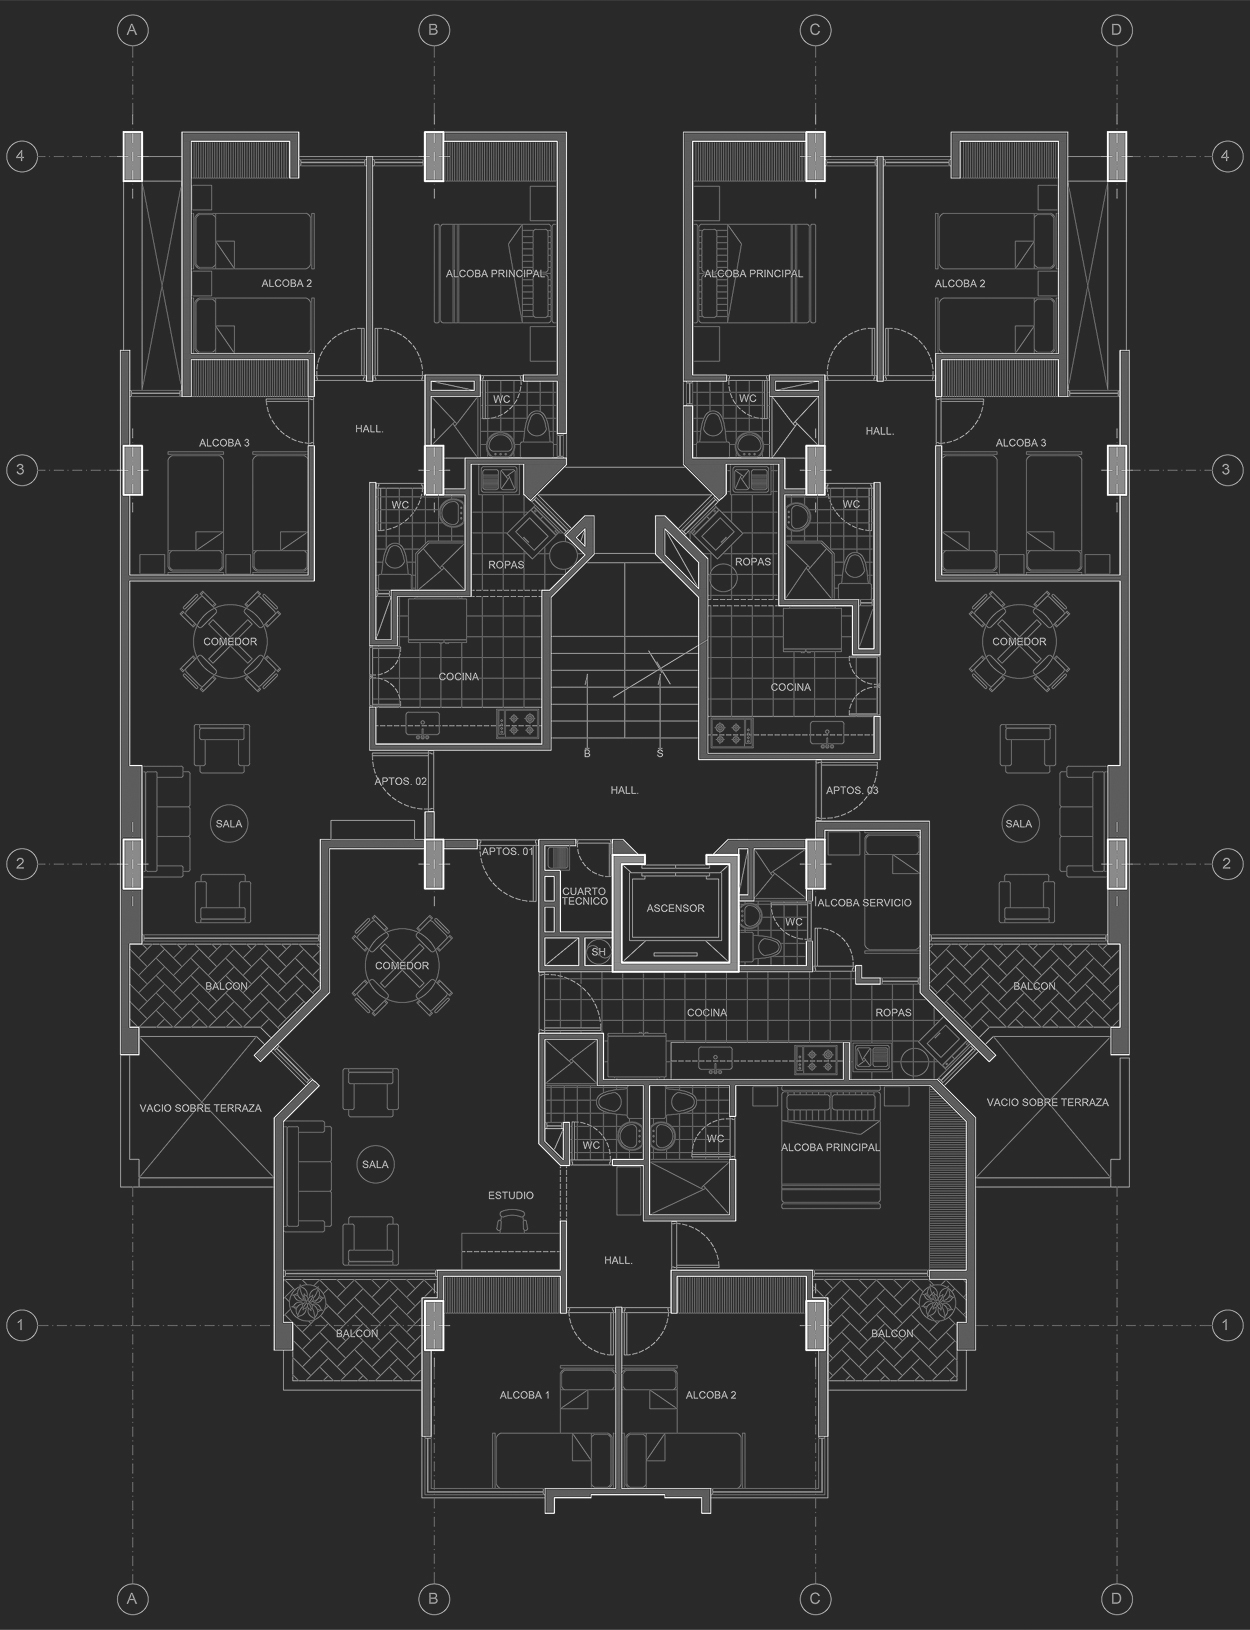 A B C D
4 4
ALCOBA PRINCIPAL ALCOBA PRINCIPAL
ALCOBA 2 ALCOBA 2
WC WC
HALL. HALL.
ALCOBA 3 ALCOBA 3
3 3
WC WC
ROPAS ROPAS
COMEDOR COMEDOR
COCINA COCINA
B S
APTOS. 02 HALL. APTOS. 03
SALA SALA
APTOS. 01
2 2
CUARTO
TECNICO
ALCOBA SERVICIO
ASCENSOR
WC
SH
COMEDOR
BALCON BALCON
COCINA ROPAS
VACIO SOBRE TERRAZA VACIO SOBRE TERRAZA
WC WC
ALCOBA PRINCIPAL
SALA
ESTUDIO
HALL.
1 1
BALCON BALCON
ALCOBA 1 ALCOBA 2
A B C D